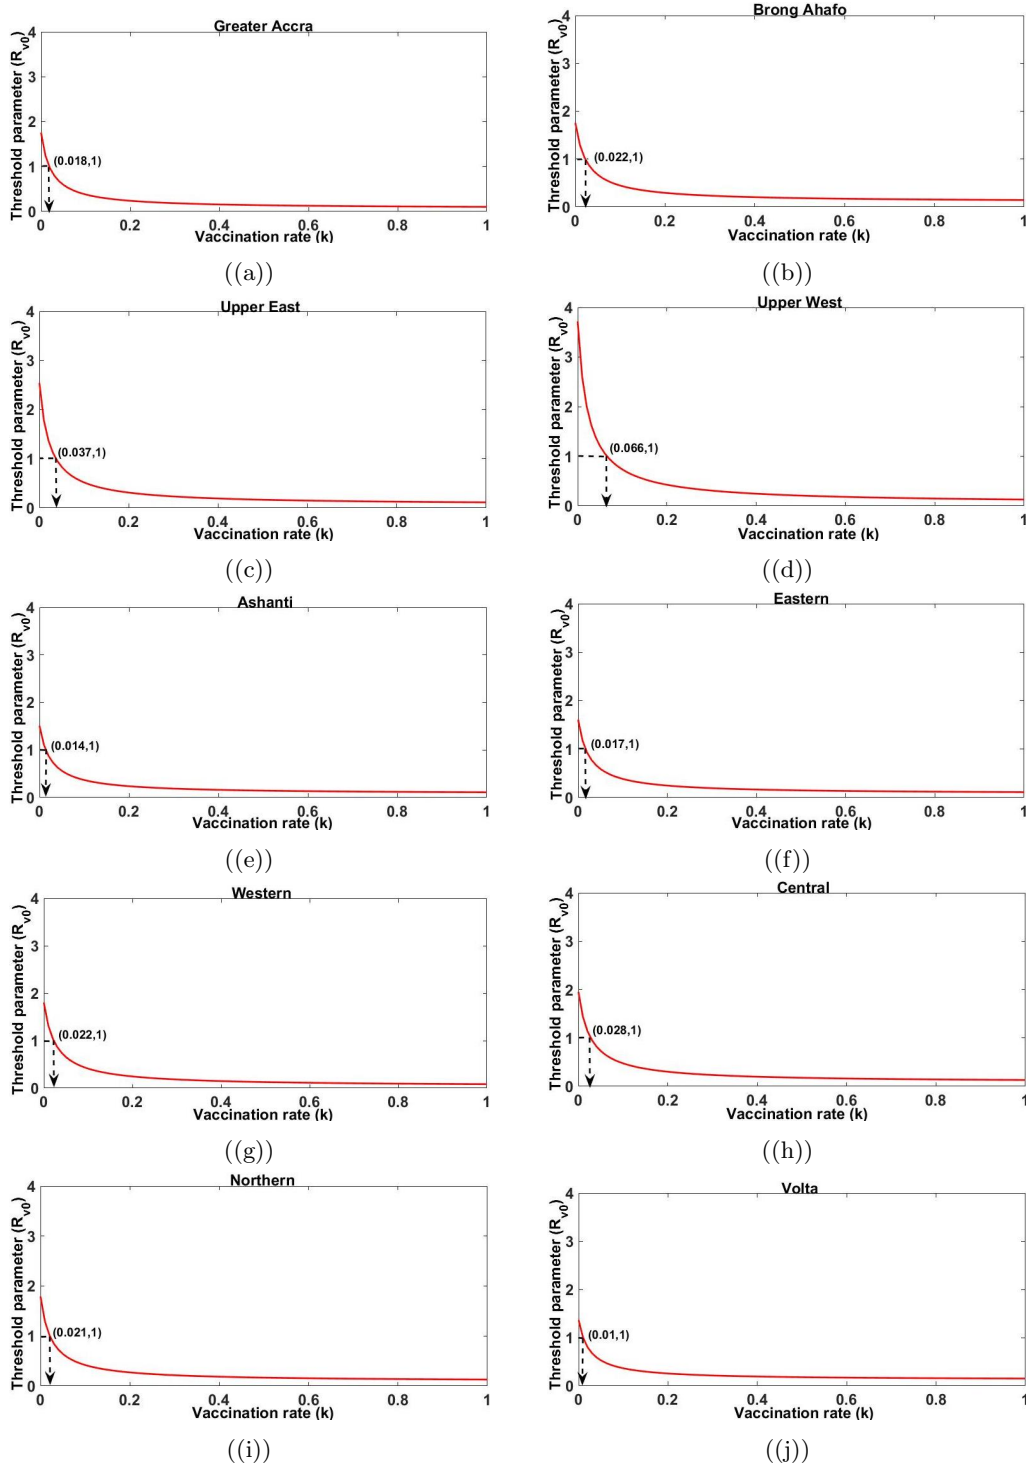 Greater Accra
Threshold parameter (Rv0)
4
3
2
1
0
(0.018,1)
0 0.2 0.4 0.6 0.8 1
Vaccination rate (k)
((a))
Brong Ahafo
Threshold parameter (Rv0)
4
3
2
1
0
(0.022,1)
0 0.2 0.4 0.6 0.8 1
Vaccination rate (k)
((b))
Upper East
Threshold parameter (Rv0)
4
3
2
1
0
(0.037,1)
0 0.2 0.4 0.6 0.8 1
Vaccination rate (k)
((c))
Upper West
Threshold parameter (Rv0)
4
3
2
1
0
(0.066,1)
0 0.2 0.4 0.6 0.8 1
Vaccination rate (k)
((d))
Ashanti
Threshold parameter (Rv0)
4
3
2
1
0
(0.014,1)
0 0.2 0.4 0.6 0.8 1
Vaccination rate (k)
((e))
Eastern
Threshold parameter (Rv0)
4
3
2
1
0
(0.017,1)
0 0.2 0.4 0.6 0.8 1
Vaccination rate (k)
((f))
Western
Threshold parameter (Rv0)
4
3
2
1
0
(0.022,1)
0 0.2 0.4 0.6 0.8 1
Vaccination rate (k)
((g))
Central
Threshold parameter (Rv0)
4
3
2
1
0
(0.028,1)
0 0.2 0.4 0.6 0.8 1
Vaccination rate (k)
((h))
Northern
Threshold parameter (Rv0)
4
3
2
1
0
(0.021,1)
0 0.2 0.4 0.6 0.8 1
Vaccination rate (k)
((i))
Volta
Threshold parameter (Rv0)
4
3
2
1
0
(0.01,1)
0 0.2 0.4 0.6 0.8 1
Vaccination rate (k)
((j))